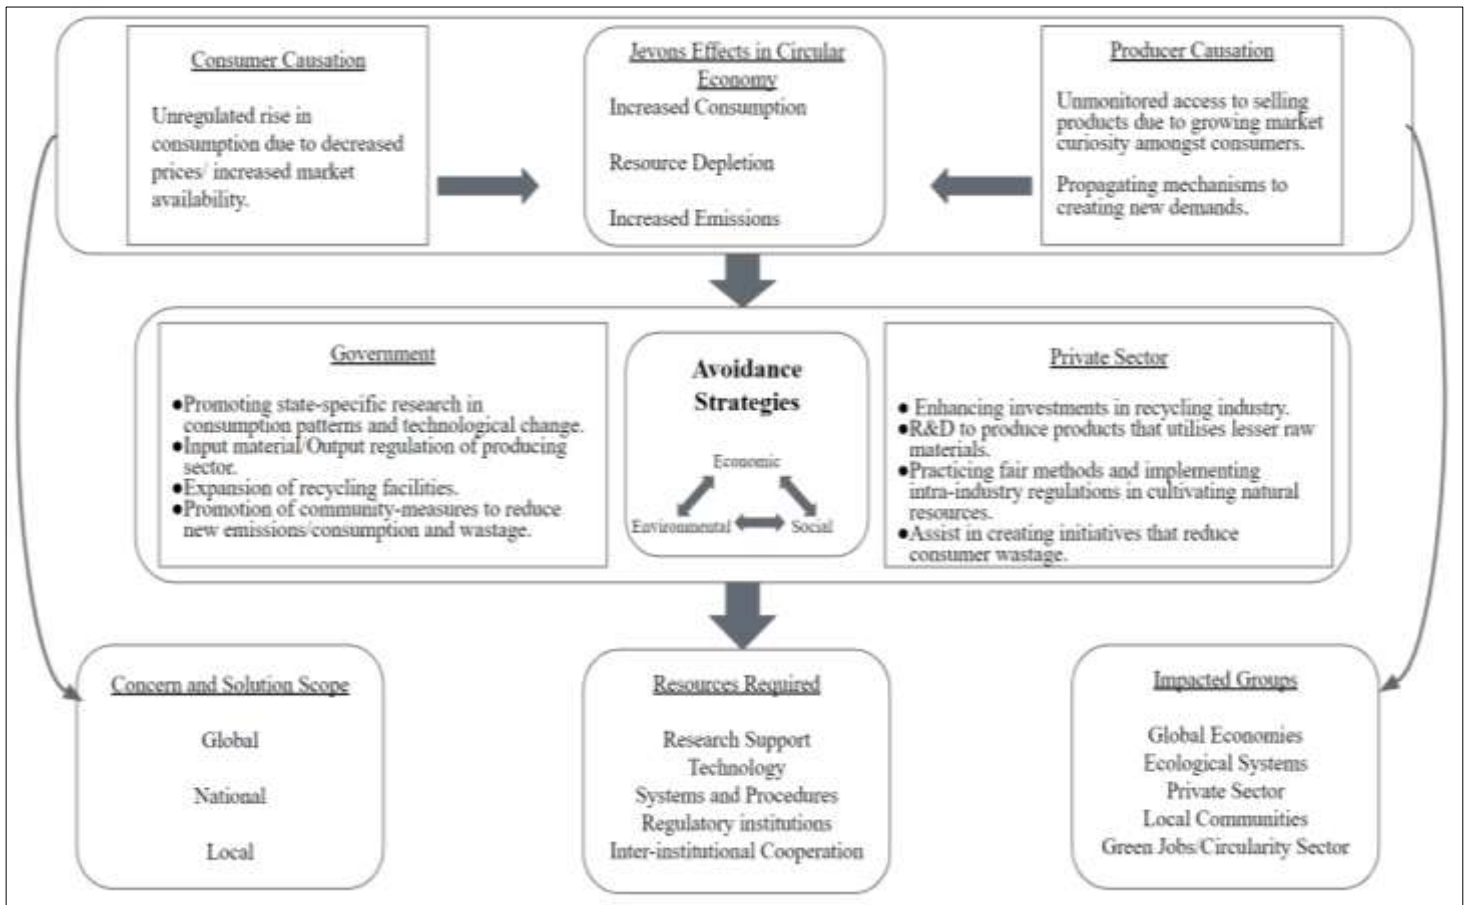 Consumer Causation
Unregulated rise in
consumption due to decreased
prices/ increased market
availability.
Jevons Effects in Circular
Economy
Increased Consumption
Resource Depletion
Increased Emissions
Producer Causation
Unmonitored access to selling
products due to growing market
curiosity amongst consumers.
Propagating mechanisms to
creating new demands.
Government
●Promoting state-specific research in
consumption patterns and technological change.
●Input material/Output regulation of producing
sector.
●Expansion of recycling facilities.
●Promotion of community-measures to reduce
new emissions/consumption and wastage.
Avoidance
Strategies
Economic
Environmental
Social
Private Sector
● Enhancing investments in recycling industry.
●R&D to produce products that utilises lesser raw
materials.
●Practicing fair methods and implementing
intra-industry regulations in cultivating natural
resources.
●Assist in creating initiatives that reduce
consumer wastage.
Concern and Solution Scope
Global
National
Local
Resources Required
Research Support
Technology
Systems and Procedures
Regulatory institutions
Inter-institutional Cooperation
Impacted Groups
Global Economies
Ecological Systems
Private Sector
Local Communities
Green Jobs/Circularity Sector